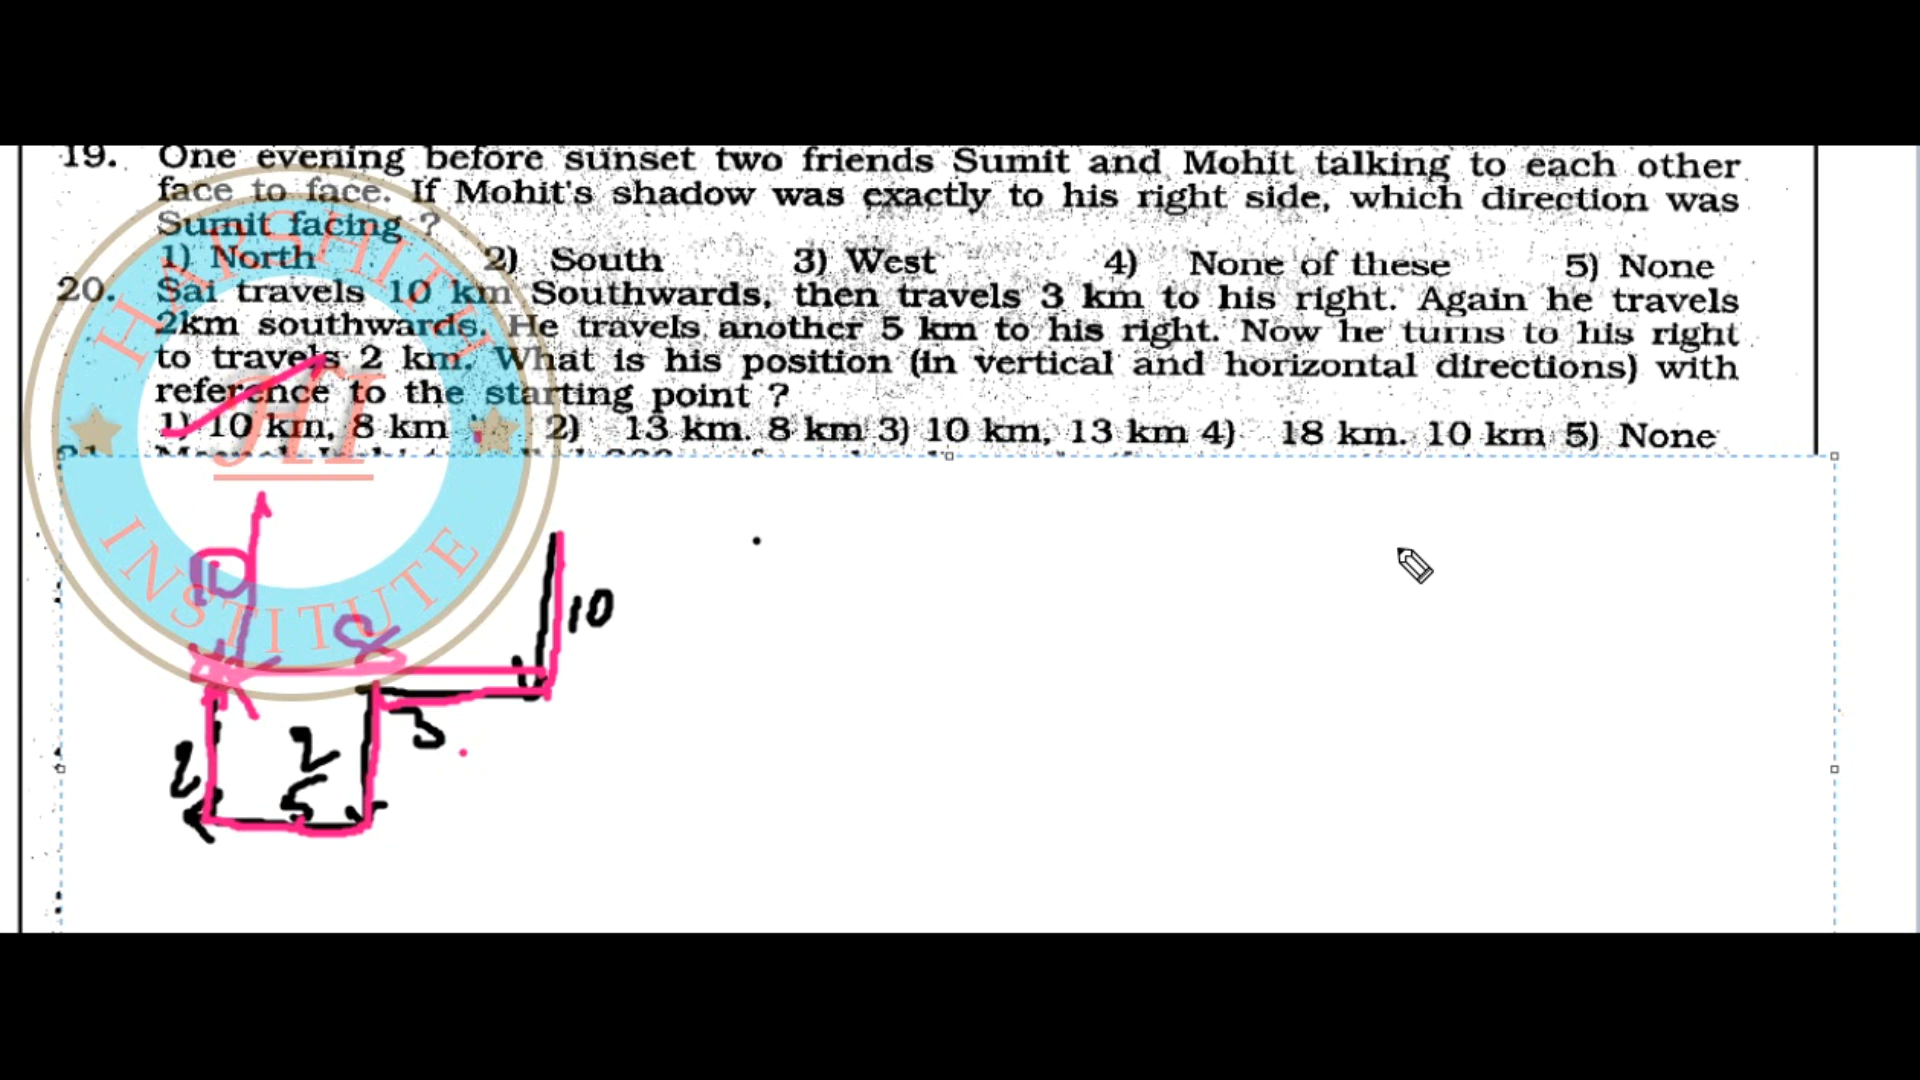 19. One evening before sunset two friends Sumit and Mohit talking to each other
face to face. If Mohit's shadow was exactly to his right side, which direction was
Sumit facing ?
1) North 2) South 3) West 4) None of these 5) None
20. Sai travels 10 km Southwards, then travels 3 km to his right. Again he travels
2km southwards. He travels another 5 km to his right. Now he turns to his right
to travels 2 km. What is his position (in vertical and horizontal directions) with
reference to the starting point ?
1) 10 km, 8 km 2) 13 km. 8 km 3) 10 km, 13 km 4) 18 km. 10 km 5) None
HARSHITH
HI
INSTITUTE
10
10
8
3
2
2
5